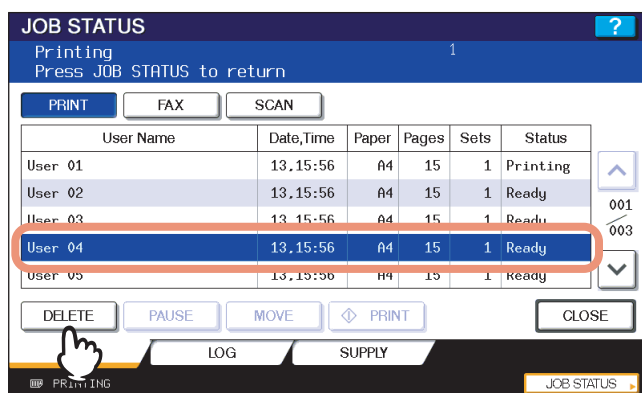 JOB STATUS ?
Printing 1
Press JOB STATUS to return
PRINT FAX SCAN
User Name Date,Time Paper Pages Sets Status
User 01 13,15:56 A4 15 1 Printing
User 02 13,15:56 A4 15 1 Ready
User 03 13,15:56 A4 15 1 Ready
User 04 13,15:56 A4 15 1 Ready
User 05 13,15:56 A4 15 1 Ready
001
003
DELETE PAUSE MOVE PRINT CLOSE
LOG SUPPLY
PRINTING JOB STATUS